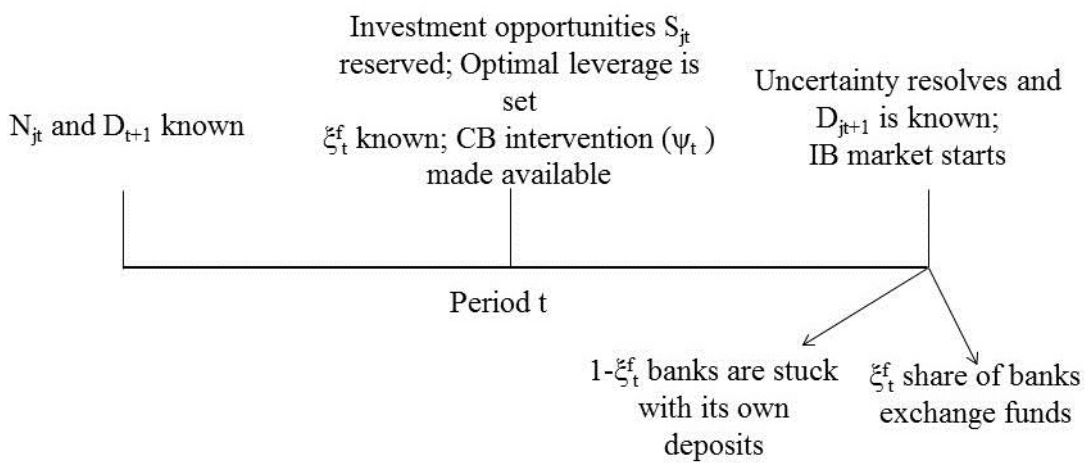 N_jt and D_t+1 known
Investment opportunities S_jt
reserved; Optimal leverage is
set
ξ^f_t known; CB intervention (ψ_t )
made available
Uncertainty resolves and
D_jt+1 is known;
IB market starts
Period t
1-ξ^f_t banks are stuck
with its own
deposits
ξ^f_t share of banks
exchange funds